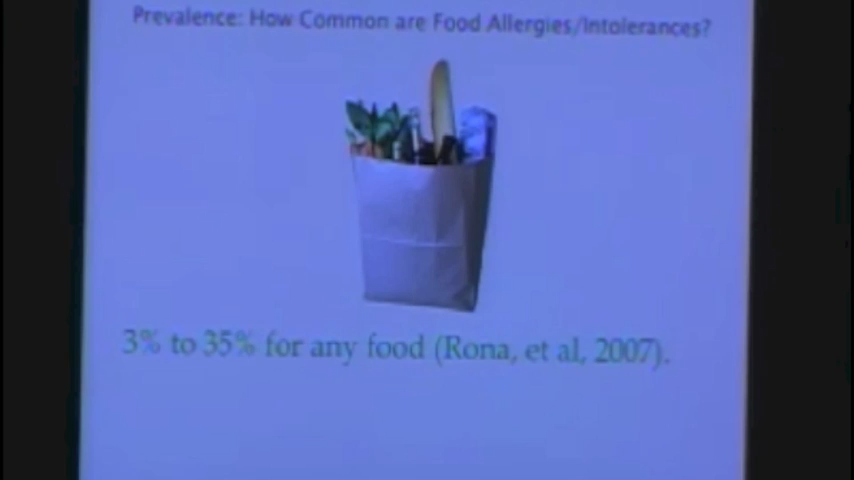 Prevalence: How Common are Food Allergies/Intolerances?
3% to 35% for any food (Rona, et al, 2007).